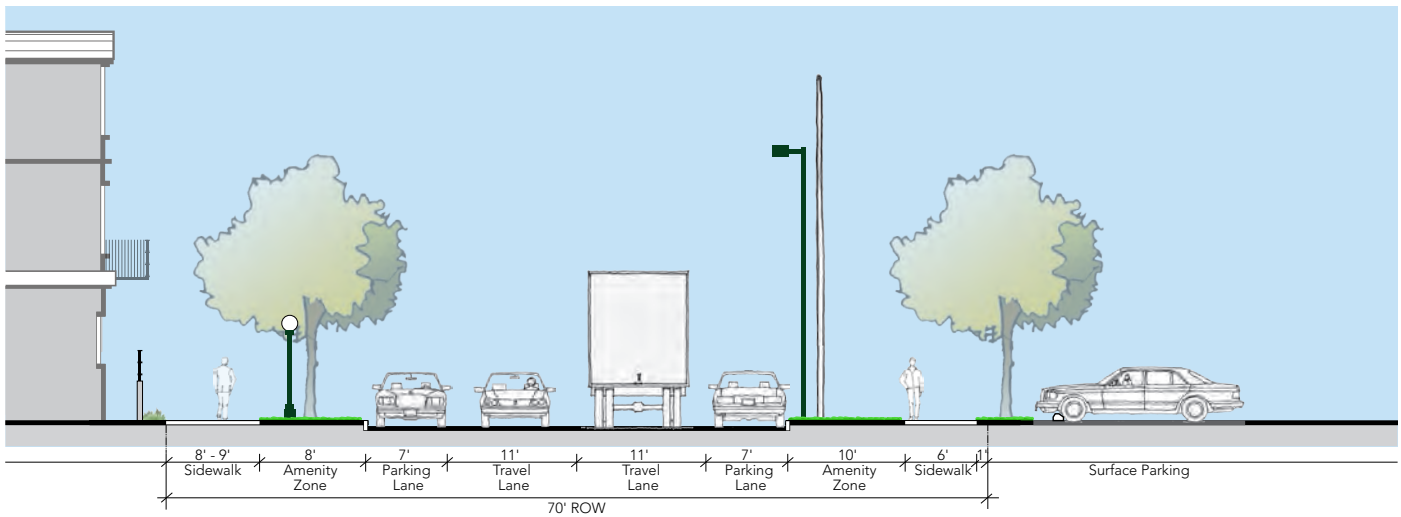 8' - 9'
Sidewalk
8'
Amenity
Zone
7'
Parking
Lane
11'
Travel
Lane
11'
Travel
Lane
7'
Parking
Lane
10'
Amenity
Zone
6'
Sidewalk
1'
Surface Parking
70' ROW